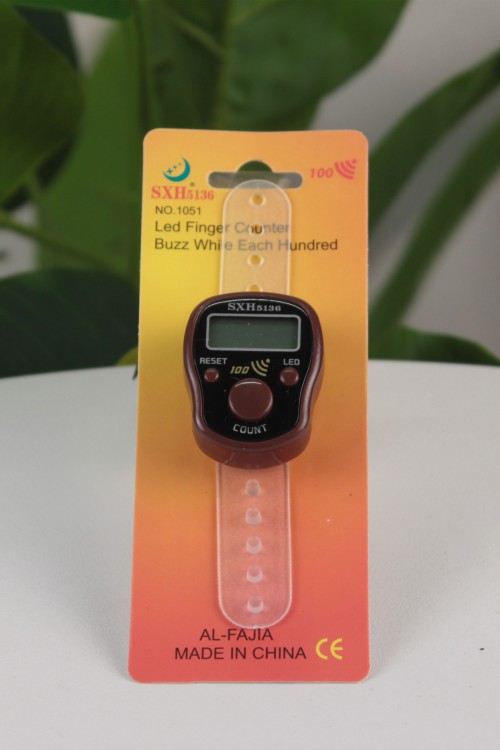 SXH5136
100
NO.1051
Led Finger Counter
Buzz While Each Hundred
SXH5136
RESET
LED
100
COUNT
AL-FAJIA
MADE IN CHINA CE